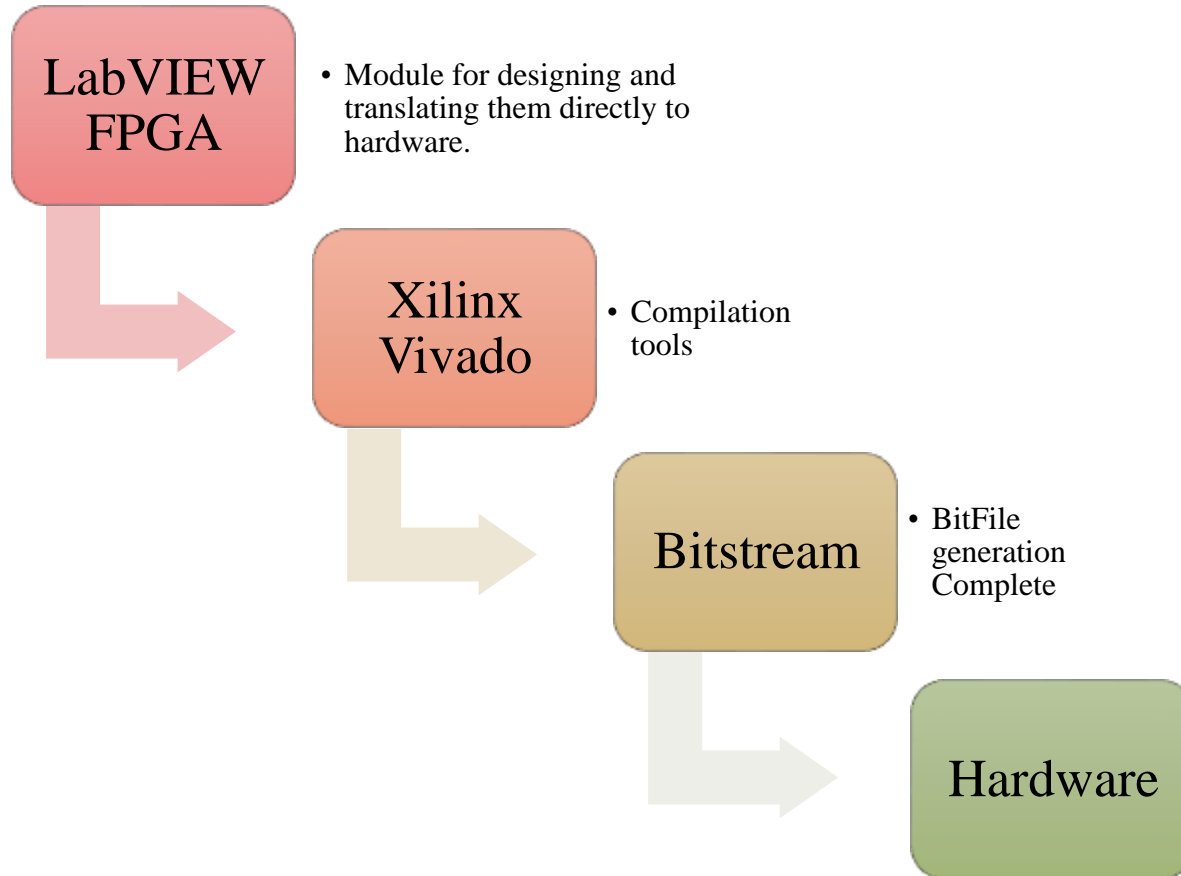 LabVIEW
FPGA
• Module for designing and
translating them directly to
hardware.
Xilinx
Vivado
• Compilation
tools
Bitstream
• BitFile
generation
Complete
Hardware